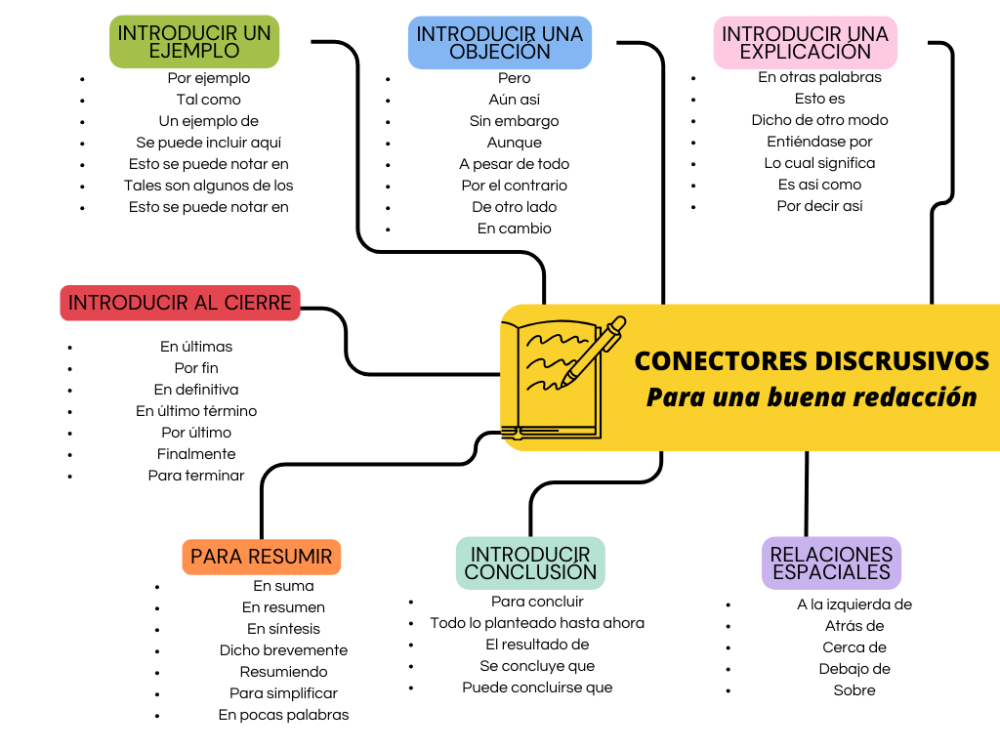 INTRODUCIR UN
EJEMPLO
Por ejemplo
Tal como
Un ejemplo de
Se puede incluir aquí
Esto se puede notar en
Tales son algunos de los
Esto se puede notar en
INTRODUCIR UNA
OBJECIÓN
Pero
Aún así
Sin embargo
Aunque
A pesar de todo
Por el contrario
De otro lado
En cambio
INTRODUCIR UNA
EXPLICACIÓN
En otras palabras
Esto es
Dicho de otro modo
Entiéndase por
Lo cual significa
Es así como
Por decir así
INTRODUCIR AL CIERRE
En últimas
Por fin
En definitiva
En último término
Por último
Finalmente
Para terminar
CONECTORES DISCRUSIVOS
Para una buena redacción
PARA RESUMIR
En suma
En resumen
En síntesis
Dicho brevemente
Resumiendo
Para simplificar
En pocas palabras
INTRODUCIR
CONCLUSIÓN
Para concluir
Todo lo planteado hasta ahora
El resultado de
Se concluye que
Puede concluirse que
RELACIONES
ESPACIALES
A la izquierda de
Atrás de
Cerca de
Debajo de
Sobre